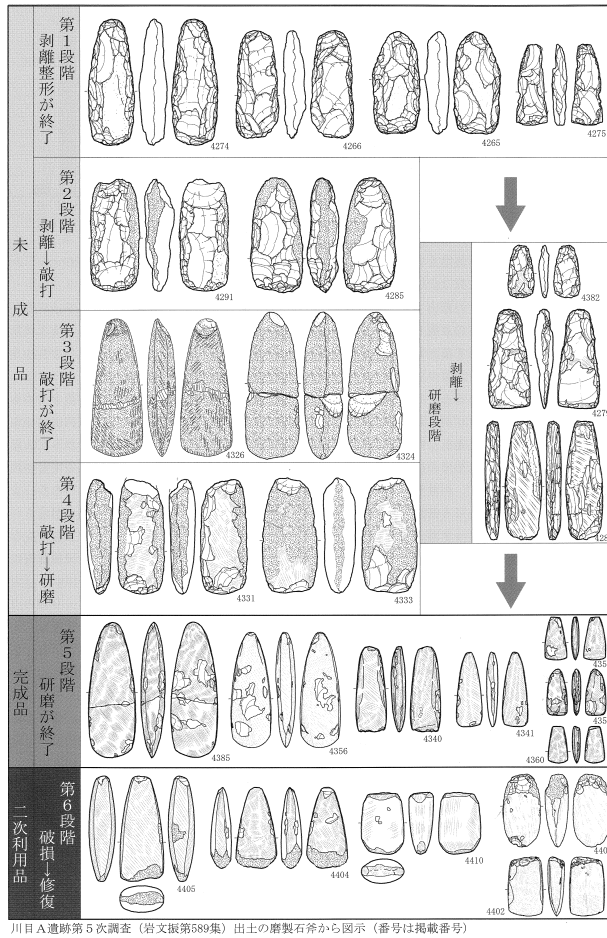 未成品
第1段階
剥離整形が終了
4274
4266
4265
4275
第2段階
剥離→敲打
4291
4285
第3段階
敲打が終了
4326
4324
第4段階
敲打→研磨
4331
4333
剥離→
研磨段階
4382
4279
完成品
第5段階
研磨が終了
4385
4356
4340
4341
4360
二次利用品
第6段階
破損→修復
4405
4404
4410
4402
川目A遺跡第5次調査(岩文振第589集)出土の磨製石斧から図示(番号は掲載番号)